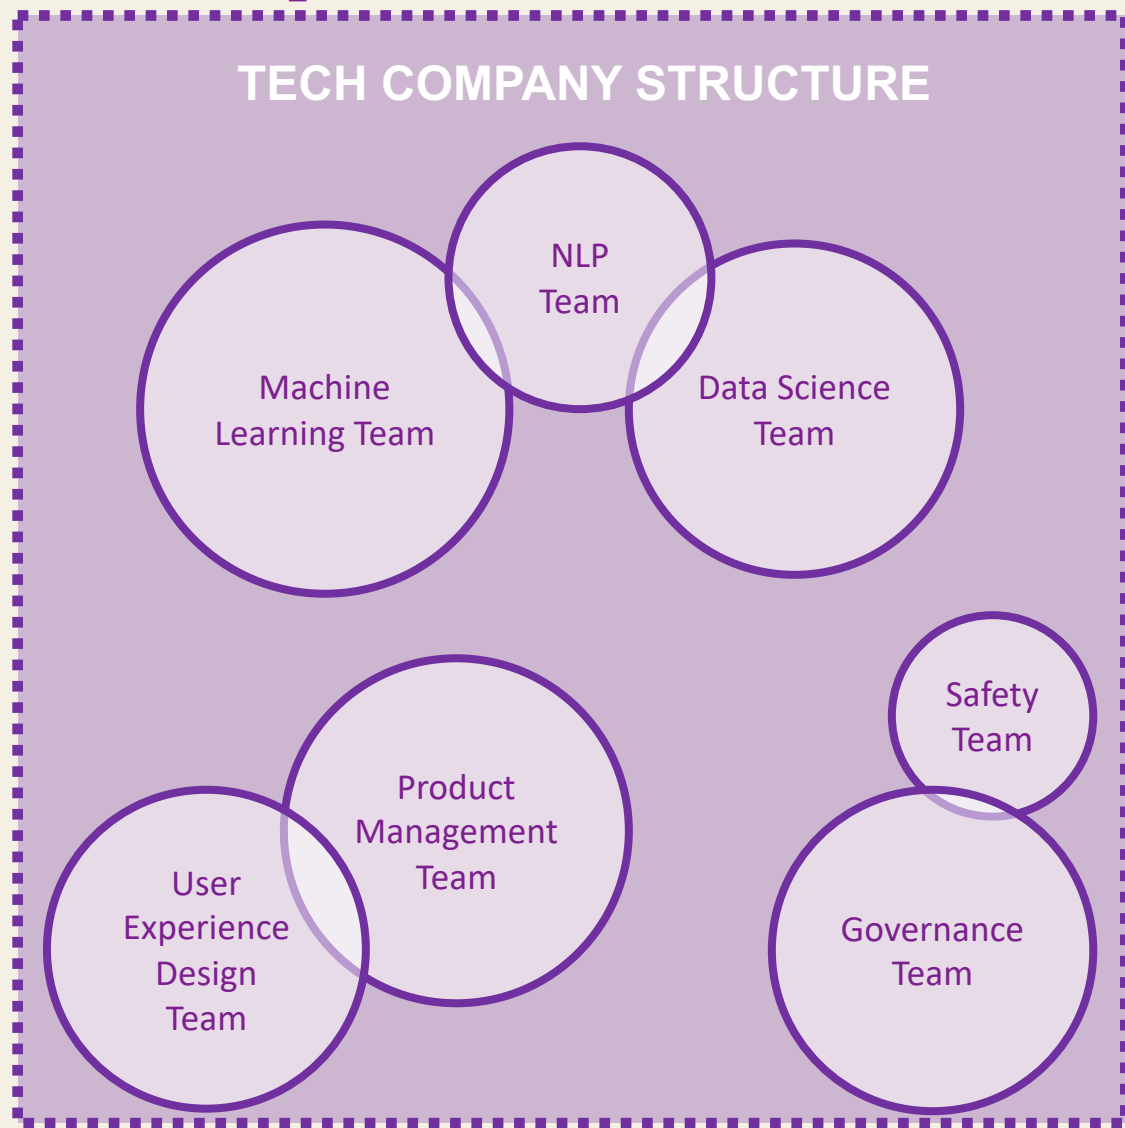 TECH COMPANY STRUCTURE
NLP
Team
Machine
Learning Team
Data Science
Team
Safety
Team
Product
Management
Team
User
Experience
Design
Team
Governance
Team